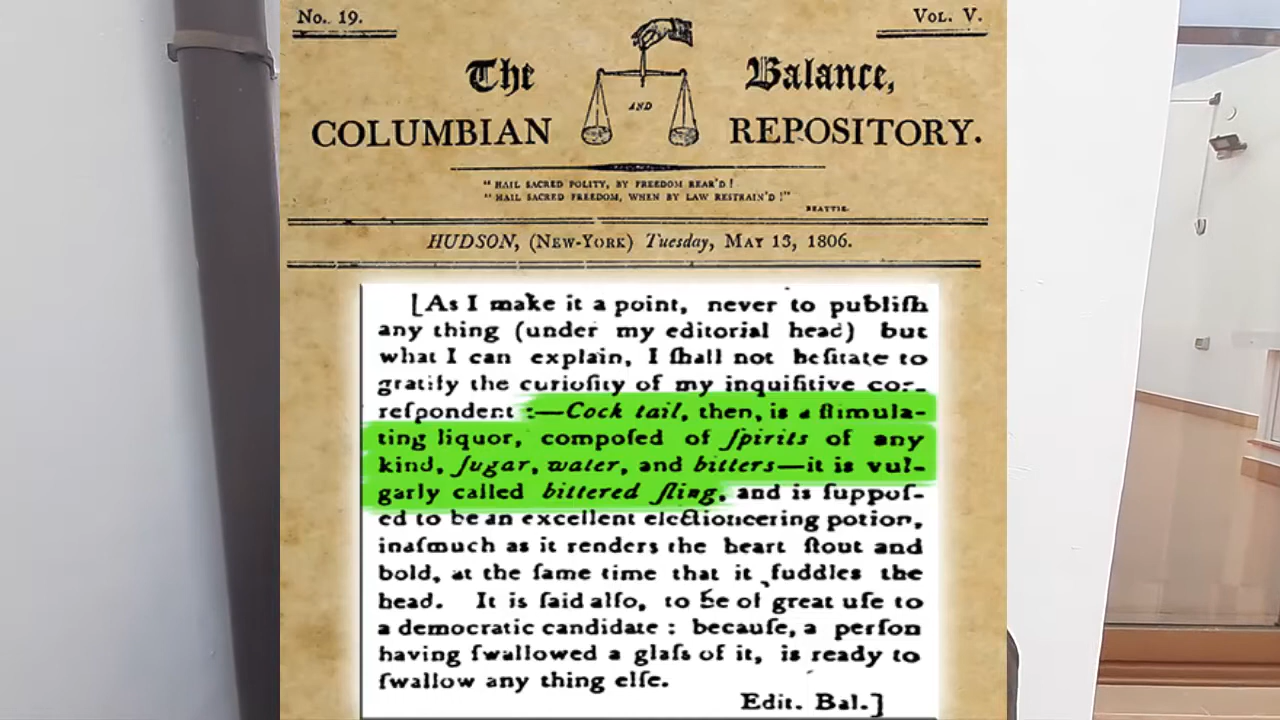 No. 19.
VOL. V.
The Balance,
AND
COLUMBIAN REPOSITORY.
" HAIL SACRED POLITY, BY FREEDOM REAR'D !
" HAIL SACRED FREEDOM, WHEN BY LAW RESTRAIN'D !"
BEATTIE.
HUDSON, (NEW-YORK) Tuesday, MAY 13, 1806.
[As I make it a point, never to publiſh
any thing (under my editorial head) but
what I can explain, I ſhall not heſitate to
gratify the curioſity of my inquiſitive cor-
reſpondent :—Cock tail, then, is a ſtimula-
ting liquor, compoſed of ſpirits of any
kind, ſugar, water, and bitters—it is vul-
garly called bittered ſling, and is ſuppoſ-
ed to be an excellent electioneering potion,
inaſmuch as it renders the heart ſtout and
bold, at the ſame time that it fuddles the
head. It is ſaid alſo, to be of great uſe to
a democratic candidate : becauſe, a perſon
having ſwallowed a glaſs of it, is ready to
ſwallow any thing elſe.
Edit. Bal.]